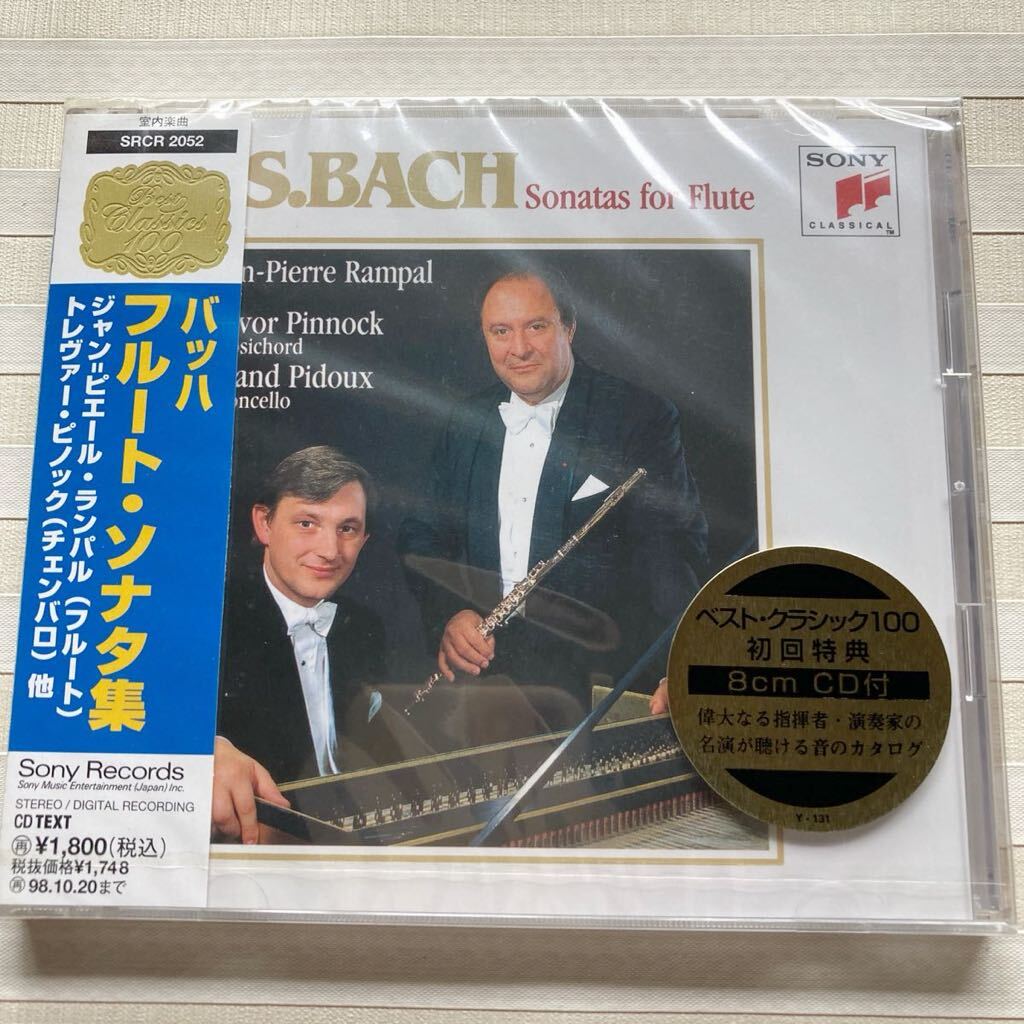 室内楽曲
SRCR 2052
Best
Classics
100
バッハ
フルート・ソナタ集
ジャン=ピエール・ランパル(フルート)
トレヴァー・ピノック(チェンバロ)他
Sony Records
Sony Music Entertainment (Japan) Inc.
STEREO / DIGITAL RECORDING
CD TEXT
再 ¥1,800(税込)
税抜価格¥1,748
再 98.10.20まで
S.BACH Sonatas for Flute
n-Pierre Rampal
vor Pinnock
psichord
and Pidoux
oncello
SONY
CLASSICAL TM
ベスト・クラシック100
初回特典
8cm CD付
偉大なる指揮者・演奏家の
名演が聴ける音のカタログ
Y-131